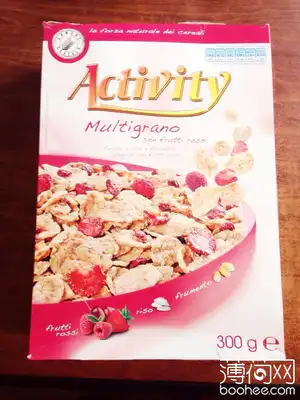 la forza naturale dei cereali
Activity
Multigrano
con frutti rossi
frumento
riso
frutti
rossi
300 g e
薄荷网
boohee.com